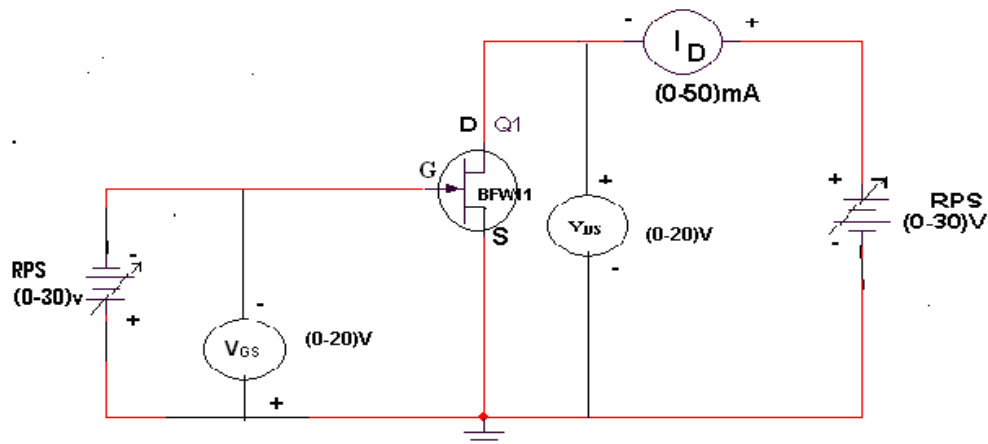 - I D +
(0-50)mA
D Q1
G
BFW11
S
+
VDS
(0-20)V
-
+
RPS
(0-30)V
-
RPS
(0-30)v
-
+
-
VGS
(0-20)V
+